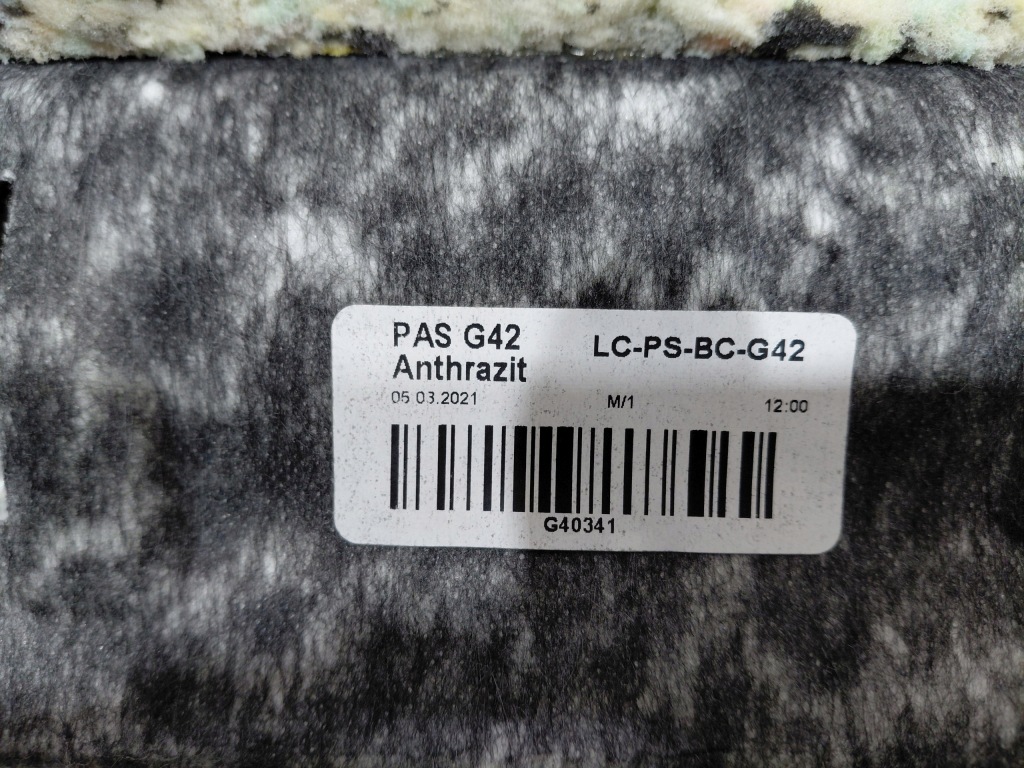 PAS G42 LC-PS-BC-G42
Anthrazit
05.03.2021 M/1 12:00
G40341